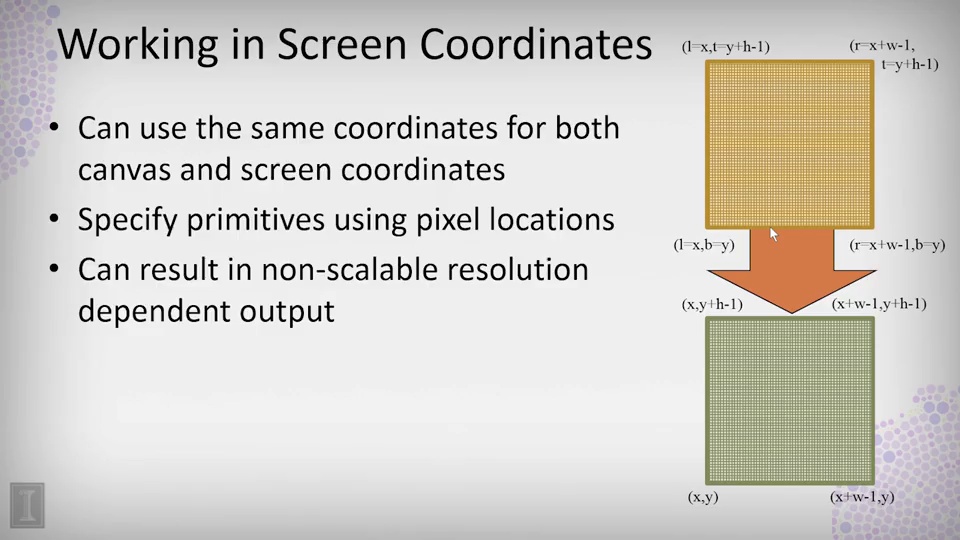 Working in Screen Coordinates
• Can use the same coordinates for both
canvas and screen coordinates
• Specify primitives using pixel locations
• Can result in non-scalable resolution
dependent output
(l=x,t=y+h-1)
(r=x+w-1,
t=y+h-1)
(l=x,b=y)
(r=x+w-1,b=y)
(x,y+h-1)
(x+w-1,y+h-1)
(x,y)
(x+w-1,y)
I